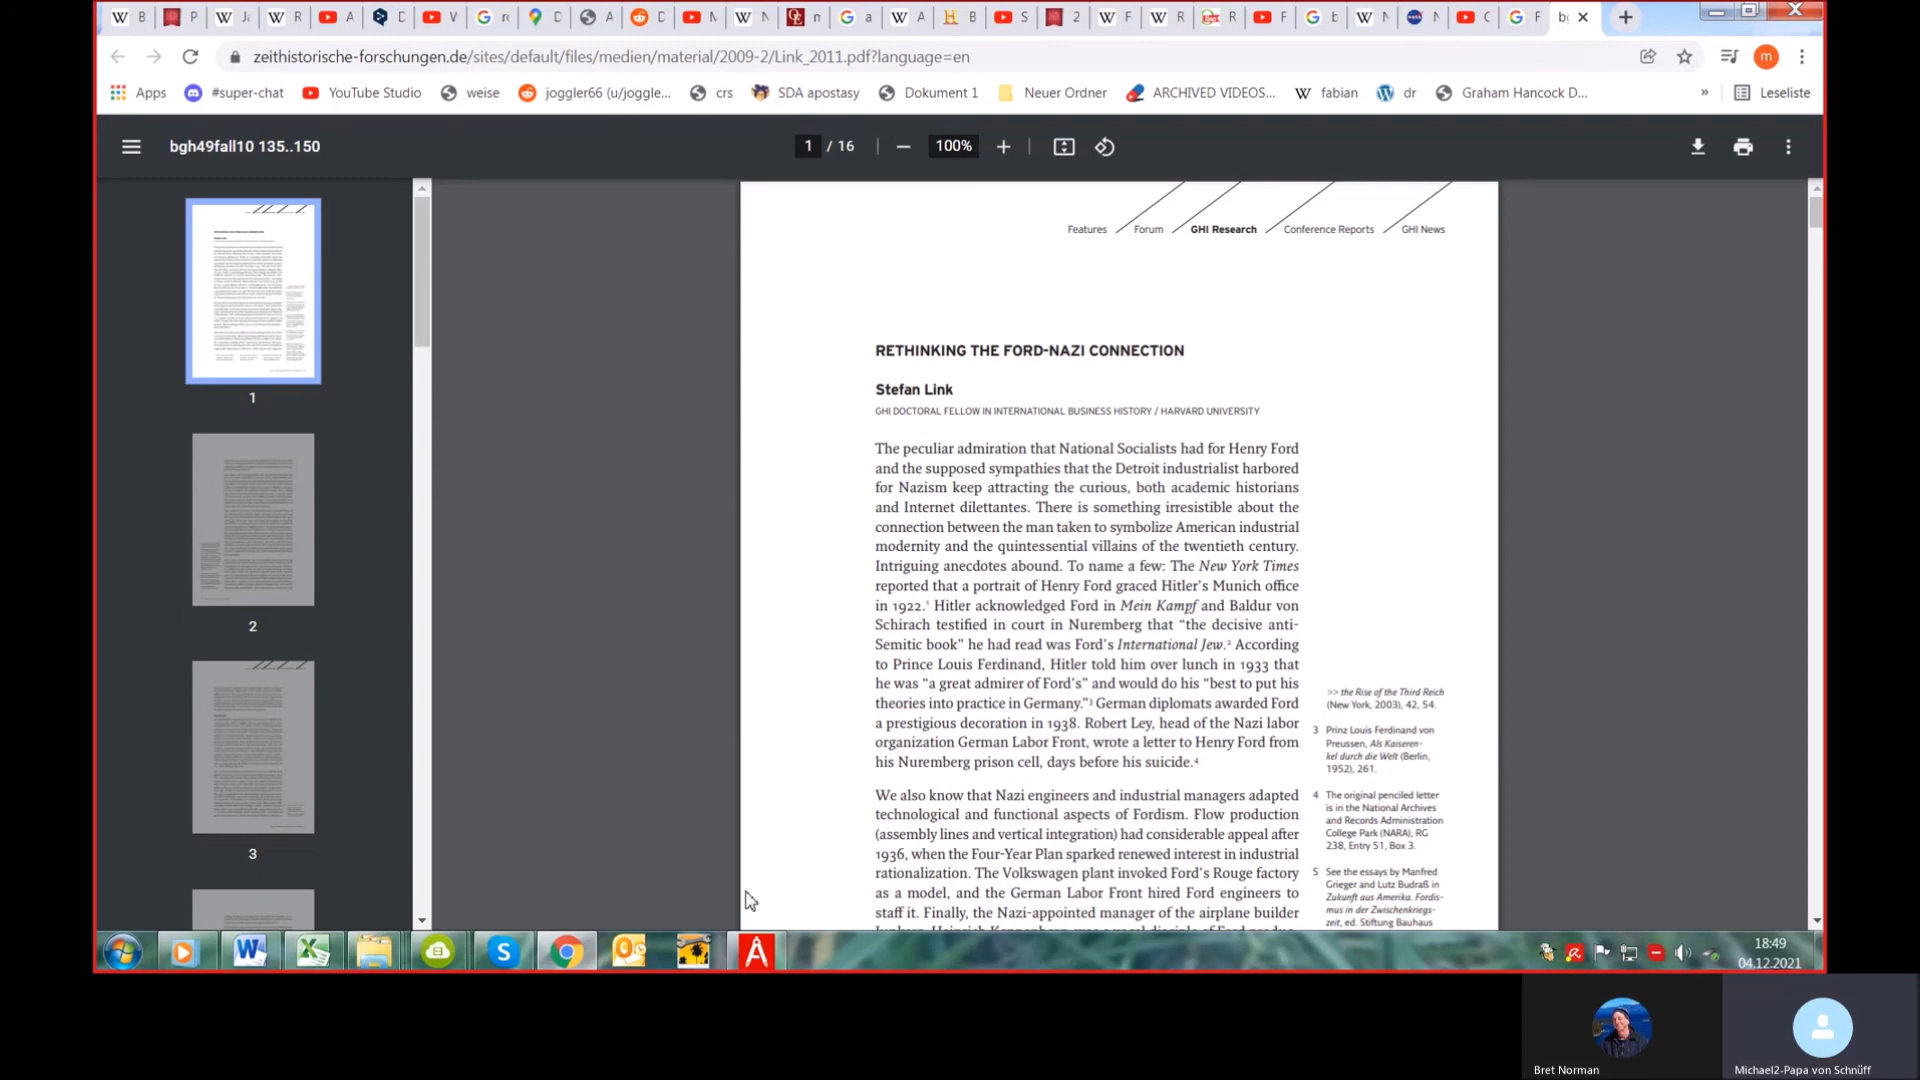 B
P
Ja
R
A
D
V
G re
D
A
D
M
W N
m
G a
W A
B
S
2
W F
W R
R
F
G b
W N
N
C
G F
bg
zeithistorische-forschungen.de/sites/default/files/medien/material/2009-2/Link_2011.pdf?language=en
m
Apps
#super-chat
YouTube Studio
weise
joggler66 (u/joggle...
crs
SDA apostasy
Dokument 1
Neuer Ordner
ARCHIVED VIDEOS...
fabian
dr
Graham Hancock D...
»
Leseliste
bgh49fall10 135..150
1 / 16
100%
1
2
3
Features
Forum
GHI Research
Conference Reports
GHI News
RETHINKING THE FORD-NAZI CONNECTION
Stefan Link
GHI DOCTORAL FELLOW IN INTERNATIONAL BUSINESS HISTORY / HARVARD UNIVERSITY
The peculiar admiration that National Socialists had for Henry Ford
and the supposed sympathies that the Detroit industrialist harbored
for Nazism keep attracting the curious, both academic historians
and Internet dilettantes. There is something irresistible about the
connection between the man taken to symbolize American industrial
modernity and the quintessential villains of the twentieth century.
Intriguing anecdotes abound. To name a few: The New York Times
reported that a portrait of Henry Ford graced Hitler's Munich office
in 1922.¹ Hitler acknowledged Ford in Mein Kampf and Baldur von
Schirach testified in court in Nuremberg that “the decisive anti-
Semitic book” he had read was Ford's International Jew.² According
to Prince Louis Ferdinand, Hitler told him over lunch in 1933 that
he was “a great admirer of Ford's” and would do his “best to put his
theories into practice in Germany.”³ German diplomats awarded Ford
a prestigious decoration in 1938. Robert Ley, head of the Nazi labor
organization German Labor Front, wrote a letter to Henry Ford from
his Nuremberg prison cell, days before his suicide.⁴
We also know that Nazi engineers and industrial managers adapted
technological and functional aspects of Fordism. Flow production
(assembly lines and vertical integration) had considerable appeal after
1936, when the Four-Year Plan sparked renewed interest in industrial
rationalization. The Volkswagen plant invoked Ford's Rouge factory
as a model, and the German Labor Front hired Ford engineers to
staff it. Finally, the Nazi-appointed manager of the airplane builder
>> the Rise of the Third Reich
(New York, 2003), 42, 54.
3 Prinz Louis Ferdinand von
Preussen, Als Kaiseren-
kel durch die Welt (Berlin,
1952), 261.
4 The original penciled letter
is in the National Archives
and Records Administration
College Park (NARA), RG
238, Entry 51, Box 3.
5 See the essays by Manfred
Grieger and Lutz Budraß in
Zukunft aus Amerika. Fordis-
mus in der Zwischenkriegs-
zeit, ed. Stiftung Bauhaus
18:49
04.12.2021
Bret Norman
Michael2-Papa von Schnüff